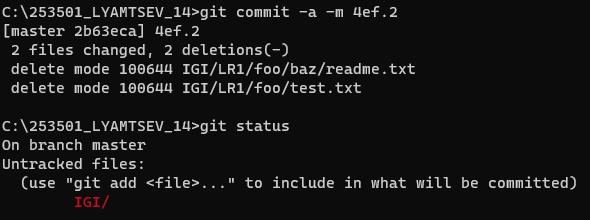 C:\253501_LYAMTSEV_14>git commit -a -m 4ef.2
[master 2b63eca] 4ef.2
 2 files changed, 2 deletions(-)
 delete mode 100644 IGI/LR1/foo/baz/readme.txt
 delete mode 100644 IGI/LR1/foo/test.txt

C:\253501_LYAMTSEV_14>git status
On branch master
Untracked files:
  (use "git add <file>..." to include in what will be committed)
        IGI/